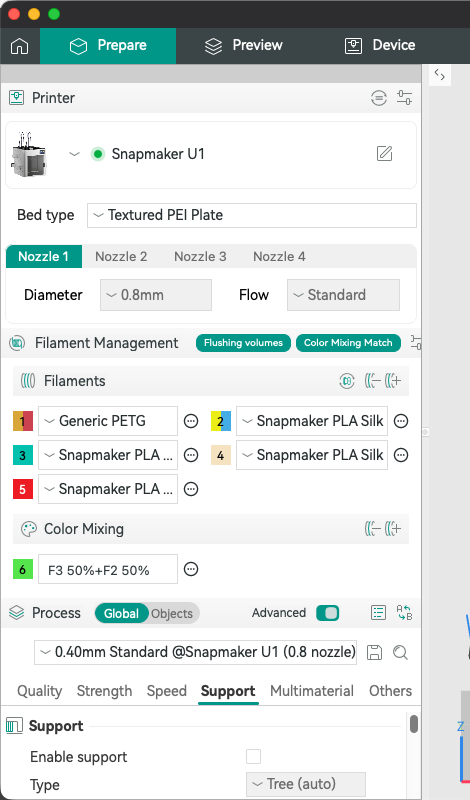 Prepare Preview Device
Printer
Snapmaker U1
Bed type Textured PEI Plate
Nozzle 1 Nozzle 2 Nozzle 3 Nozzle 4
Diameter 0.8mm Flow Standard
Filament Management Flushing volumes Color Mixing Match
Filaments
1 Generic PETG 2 Snapmaker PLA Silk
3 Snapmaker PLA ... 4 Snapmaker PLA Silk
5 Snapmaker PLA ...
Color Mixing
6 F3 50%+F2 50%
Process Global Objects Advanced
0.40mm Standard @Snapmaker U1 (0.8 nozzle)
Quality Strength Speed Support Multimaterial Others
Support
Z
Enable support
Type Tree (auto)